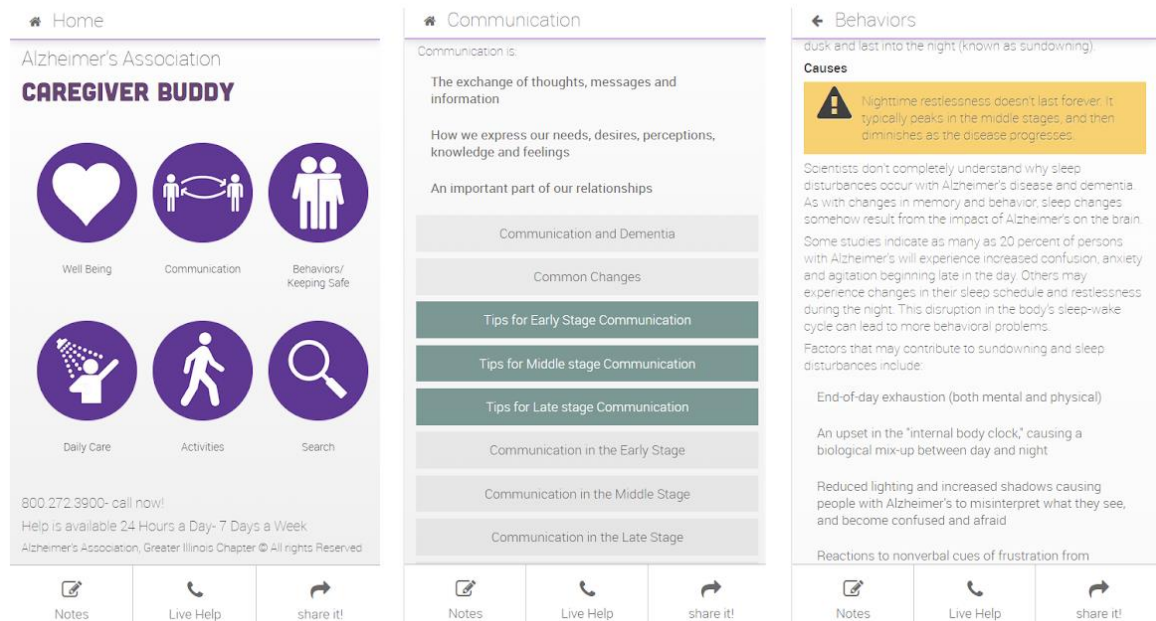 Home
Alzheimer's Association
CAREGIVER BUDDY
Well Being
Communication
Behaviors/
Keeping Safe
Daily Care
Activities
Search
800.272.3900- call now!
Help is available 24 Hours a Day- 7 Days a Week
Alzheimer's Association, Greater Illinois Chapter © All rights Reserved
Notes
Live Help
share it!
Communication
Communication is:
The exchange of thoughts, messages and
information
How we express our needs, desires, perceptions,
knowledge and feelings
An important part of our relationships
Communication and Dementia
Common Changes
Tips for Early Stage Communication
Tips for Middle stage Communication
Tips for Late stage Communication
Communication in the Early Stage
Communication in the Middle Stage
Communication in the Late Stage
Notes
Live Help
share it!
Behaviors
dusk and last into the night (known as sundowning).
Causes
Nighttime restlessness doesn't last forever. It
typically peaks in the middle stages, and then
diminishes as the disease progresses.
Scientists don't completely understand why sleep
disturbances occur with Alzheimer's disease and dementia.
As with changes in memory and behavior, sleep changes
somehow result from the impact of Alzheimer's on the brain.
Some studies indicate as many as 20 percent of persons
with Alzheimer's will experience increased confusion, anxiety
and agitation beginning late in the day. Others may
experience changes in their sleep schedule and restlessness
during the night. This disruption in the body's sleep-wake
cycle can lead to more behavioral problems.
Factors that may contribute to sundowning and sleep
disturbances include:
End-of-day exhaustion (both mental and physical)
An upset in the "internal body clock," causing a
biological mix-up between day and night
Reduced lighting and increased shadows causing
people with Alzheimer's to misinterpret what they see,
and become confused and afraid
Reactions to nonverbal cues of frustration from
Notes
Live Help
share it!